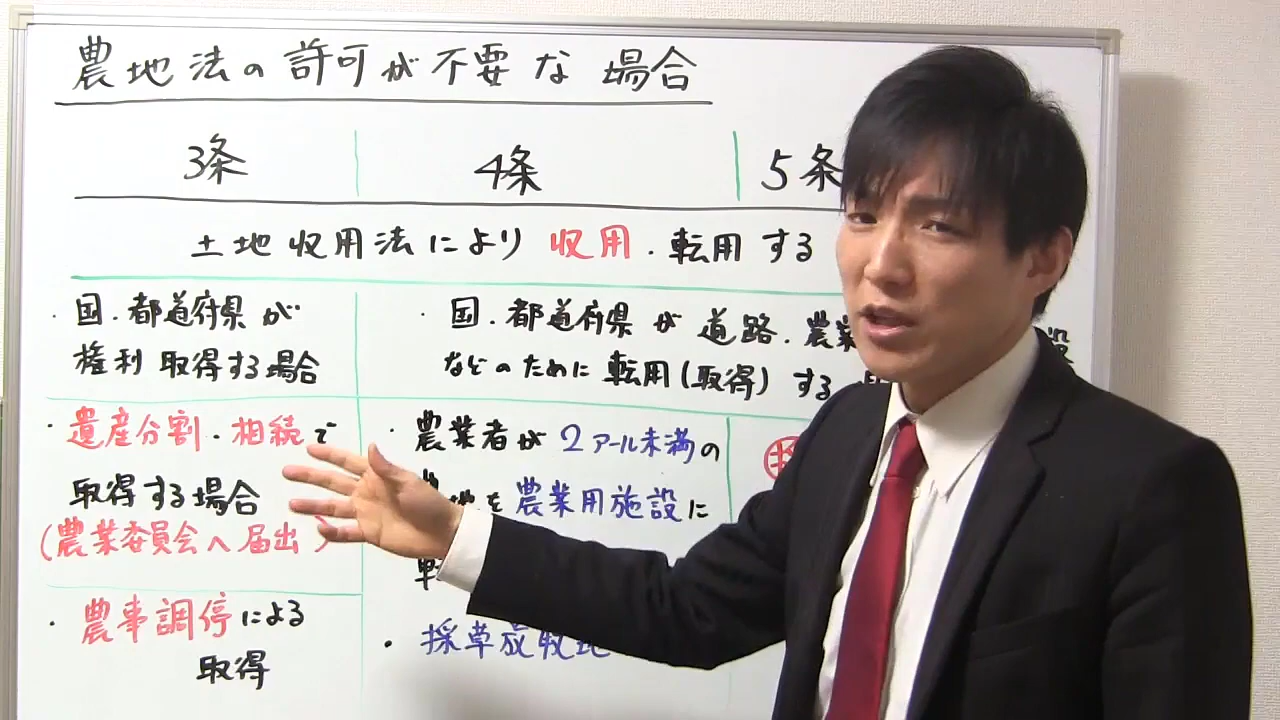 農地法の許可が不要な場合
3条
4条
5条
土地収用法により収用・転用する
・国・都道府県が
権利取得する場合
・国・都道府県が道路・農業
などのために転用(取得)する
・遺産分割・相続で
取得する場合
(農業委員会へ届出)
・農業者が2アール未満の
地を農業用施設に
・農事調停による
取得
・採草放牧地